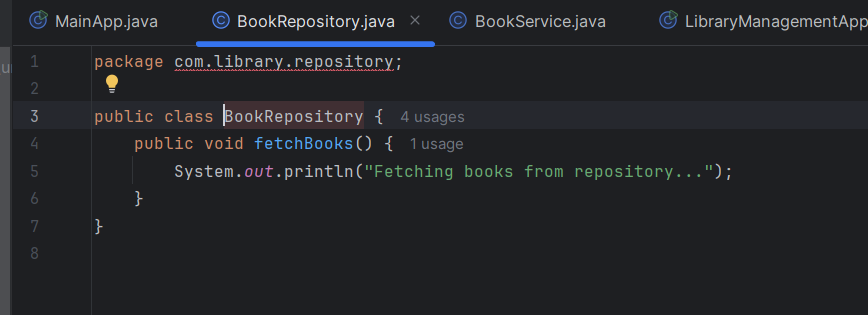 MainApp.java BookRepository.java BookService.java LibraryManagementApp
1 package com.library.repository;
2
3 public class BookRepository { 4 usages
4 public void fetchBooks() { 1 usage
5 System.out.println("Fetching books from repository...");
6 }
7 }
8